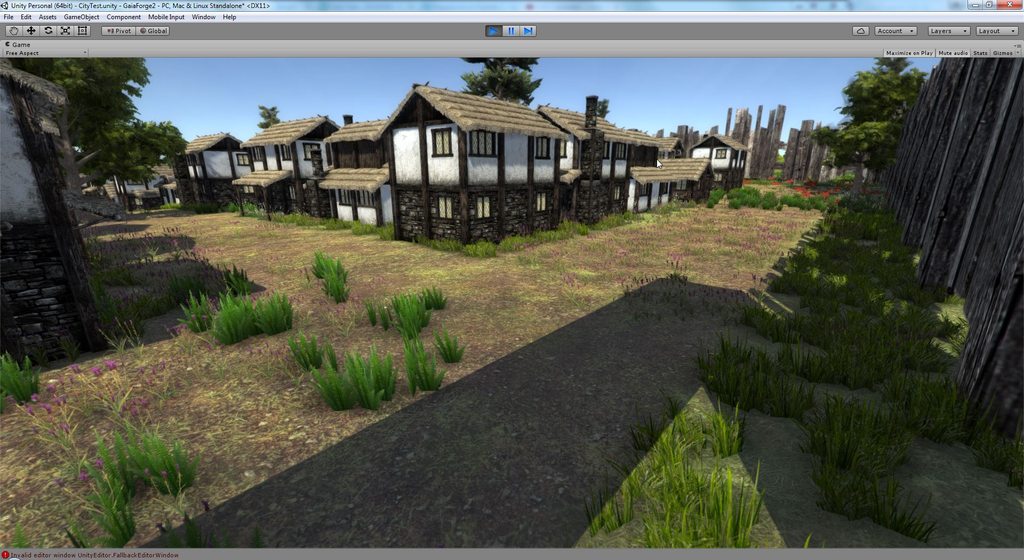 Unity Personal (64bit) - CityTest.unity - GaiaForge2 - PC, Mac & Linux Standalone* <DX11>
File Edit Assets GameObject Component Mobile Input Window Help
Pivot Global Account Layers Layout
Game
Free Aspect Maximize on Play Mute audio Stats Gizmos
Invalid editor window UnityEditor.FallbackEditorWindow